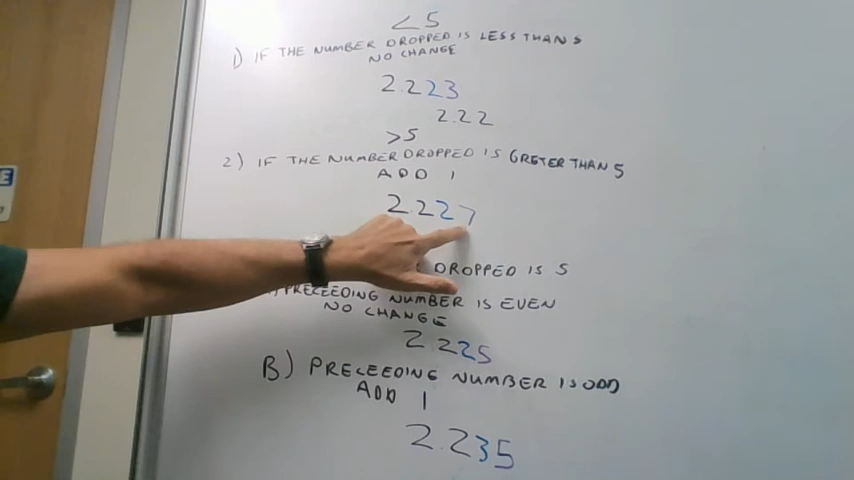 <5
1) IF THE NUMBER DROPPED IS LESS THAN 5
NO CHANGE
2.223
2.22
>5
2) IF THE NUMBER DROPPED IS GRETER THAN 5
ADD 1
2.227
DROPPED IS 5
PRECEEDING NUMBER IS EVEN
NO CHANGE
2.225
B) PRECEEDING NUMBER IS ODD
ADD 1
2.235